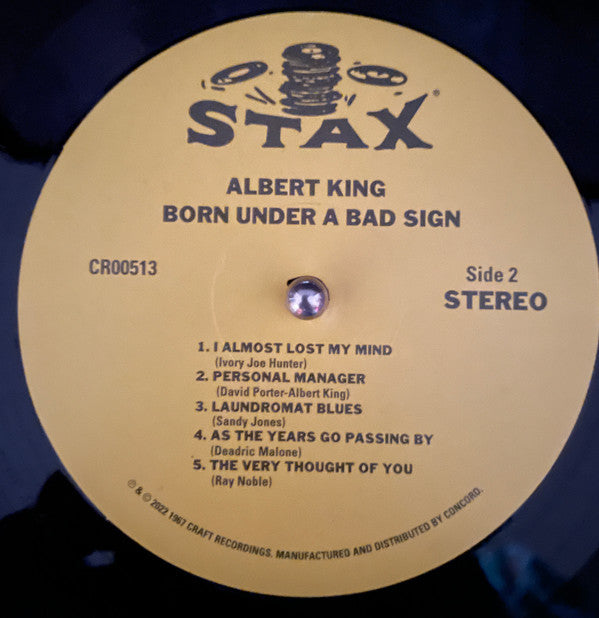 STAX®
ALBERT KING
BORN UNDER A BAD SIGN
CR00513
Side 2
STEREO
1. I ALMOST LOST MY MIND
(Ivory Joe Hunter)
2. PERSONAL MANAGER
(David Porter-Albert King)
3. LAUNDROMAT BLUES
(Sandy Jones)
4. AS THE YEARS GO PASSING BY
(Deadric Malone)
5. THE VERY THOUGHT OF YOU
(Ray Noble)
℗ & © 2022 1967 CRAFT RECORDINGS. MANUFACTURED AND DISTRIBUTED BY CONCORD.